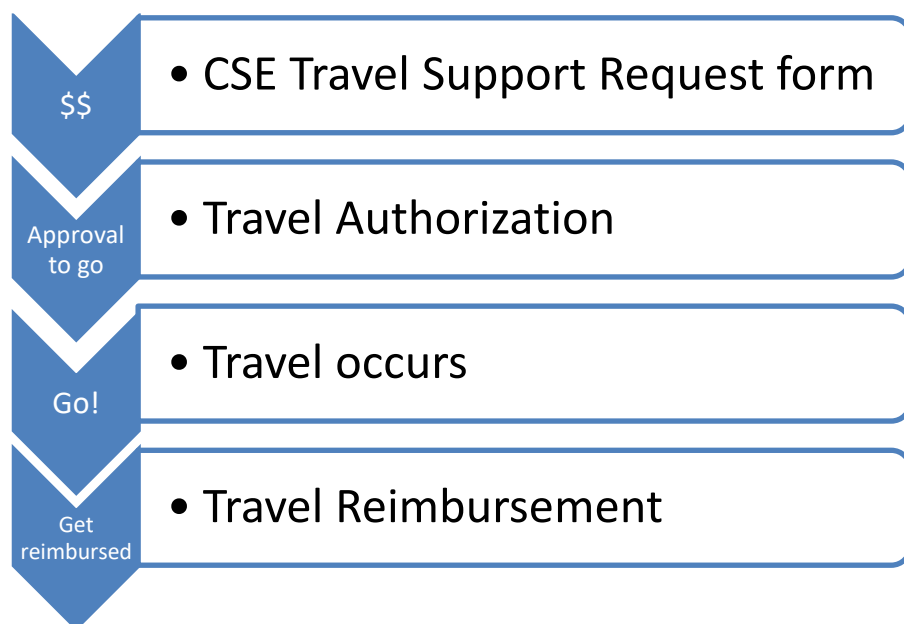 $$
• CSE Travel Support Request form
Approval
to go
• Travel Authorization
Go!
• Travel occurs
Get
reimbursed
• Travel Reimbursement